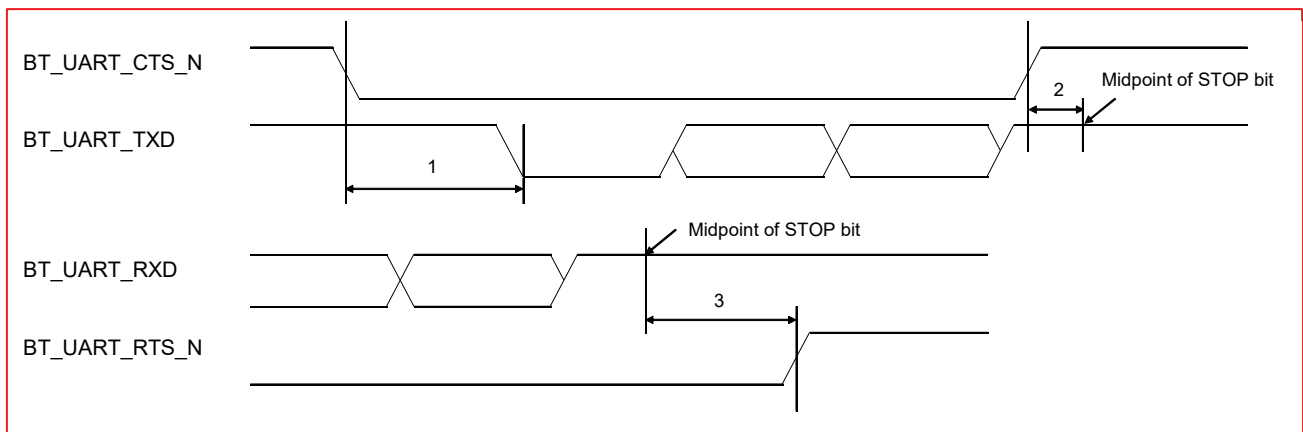 BT_UART_CTS_N
2
Midpoint of STOP bit
BT_UART_TXD
1
Midpoint of STOP bit
BT_UART_RXD
3
BT_UART_RTS_N